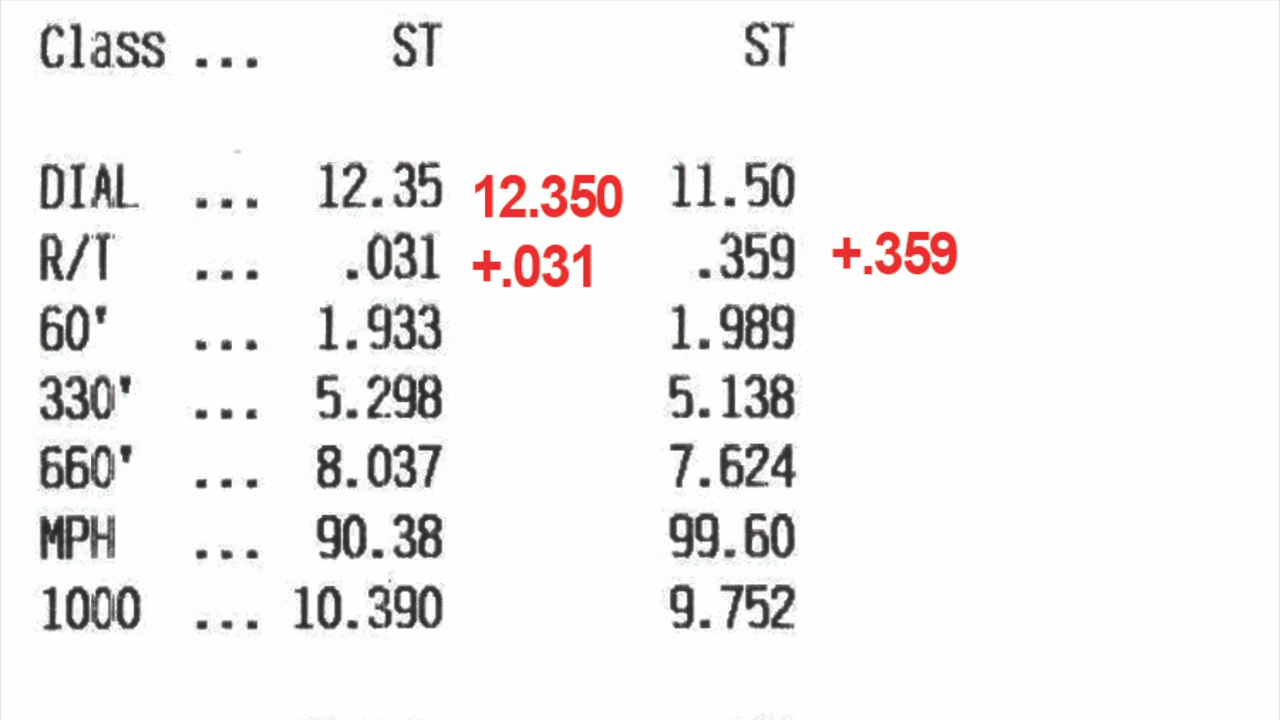 Class ... ST ST
DIAL ... 12.35 12.350 11.50
R/T ... .031 +.031 .359 +.359
60' ... 1.933 1.989
330' ... 5.298 5.138
660' ... 8.037 7.624
MPH ... 90.38 99.60
1000 ... 10.390 9.752